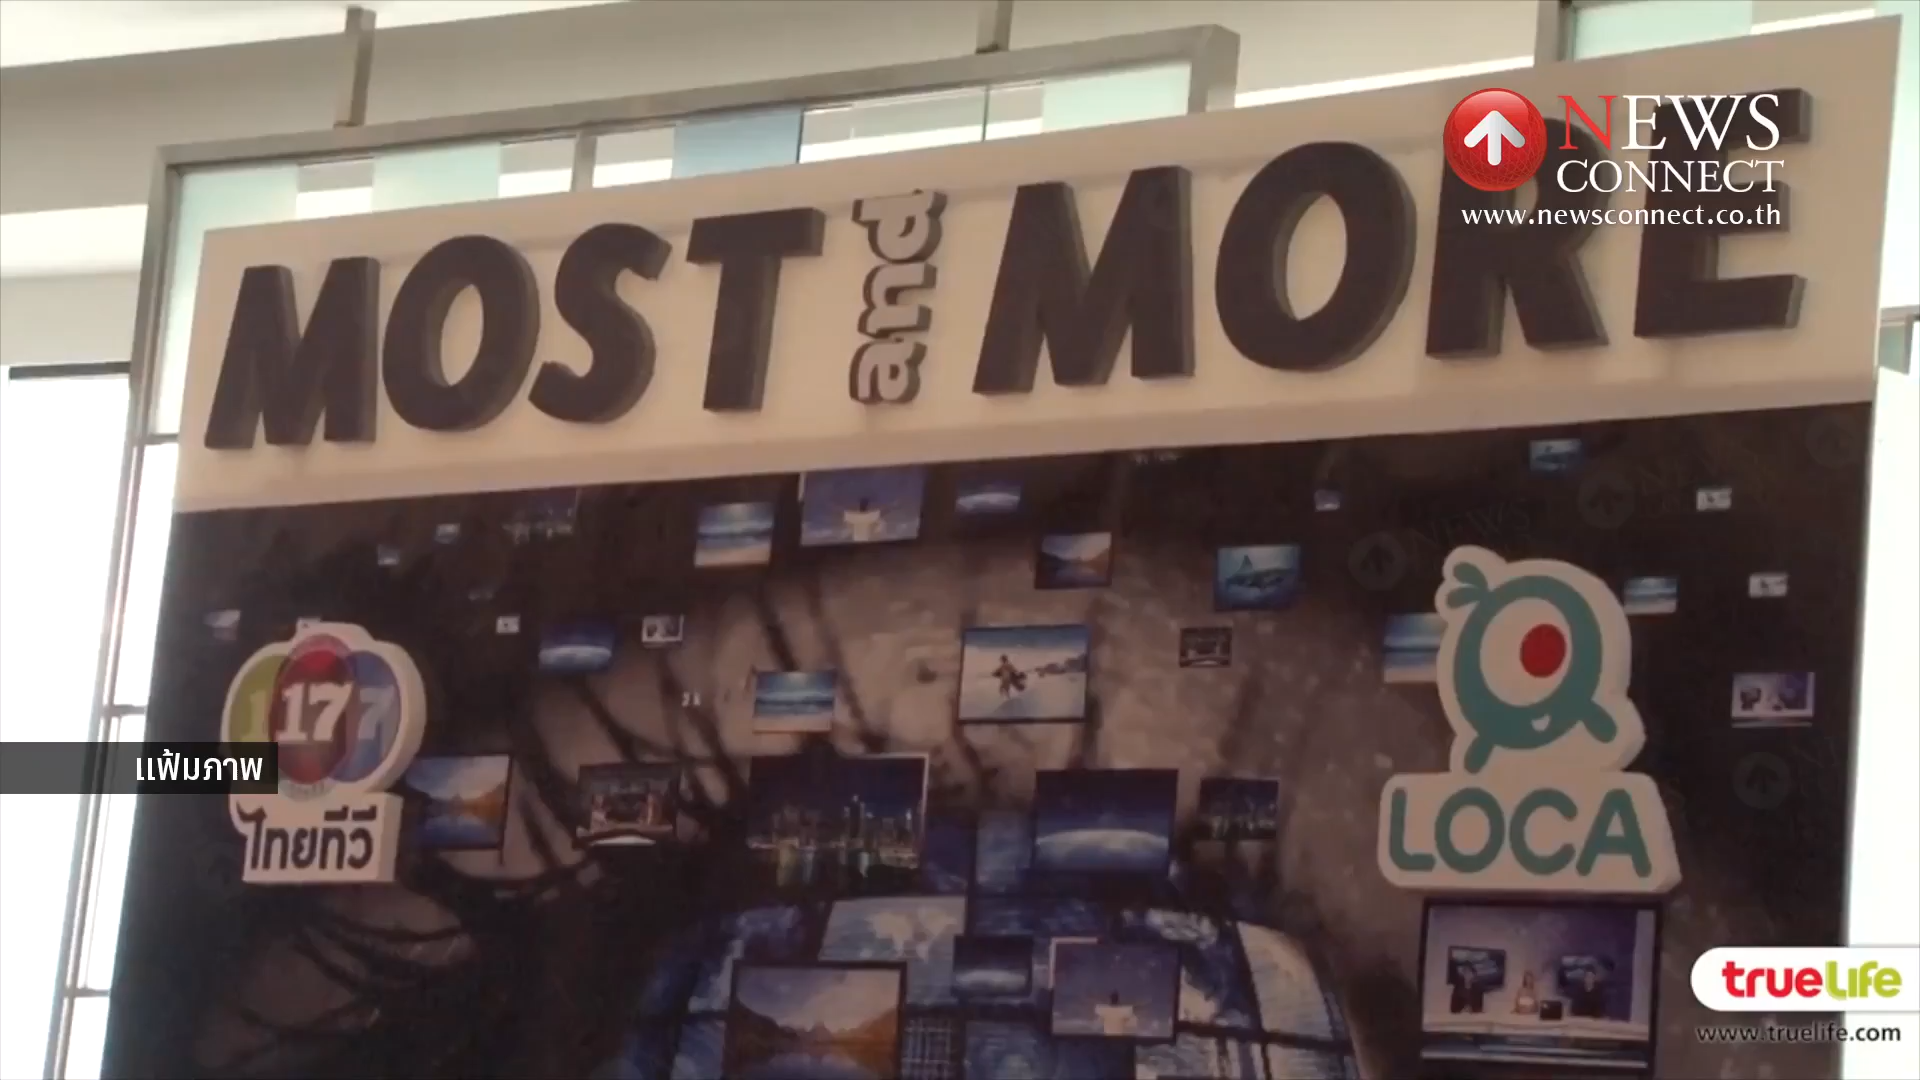 NEWS
CONNECT
www.newsconnect.co.th
MOST and MORE
17
ไทยทีวี
LOCA
แฟ้มภาพ
truelife
www.truelife.com